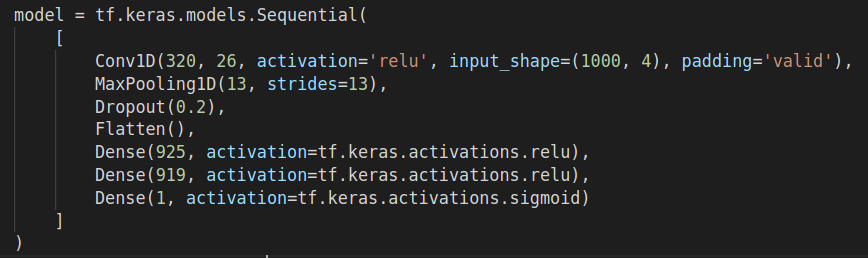 model = tf.keras.models.Sequential(
    [
        Conv1D(320, 26, activation='relu', input_shape=(1000, 4), padding='valid'),
        MaxPooling1D(13, strides=13),
        Dropout(0.2),
        Flatten(),
        Dense(925, activation=tf.keras.activations.relu),
        Dense(919, activation=tf.keras.activations.relu),
        Dense(1, activation=tf.keras.activations.sigmoid)
    ]
)